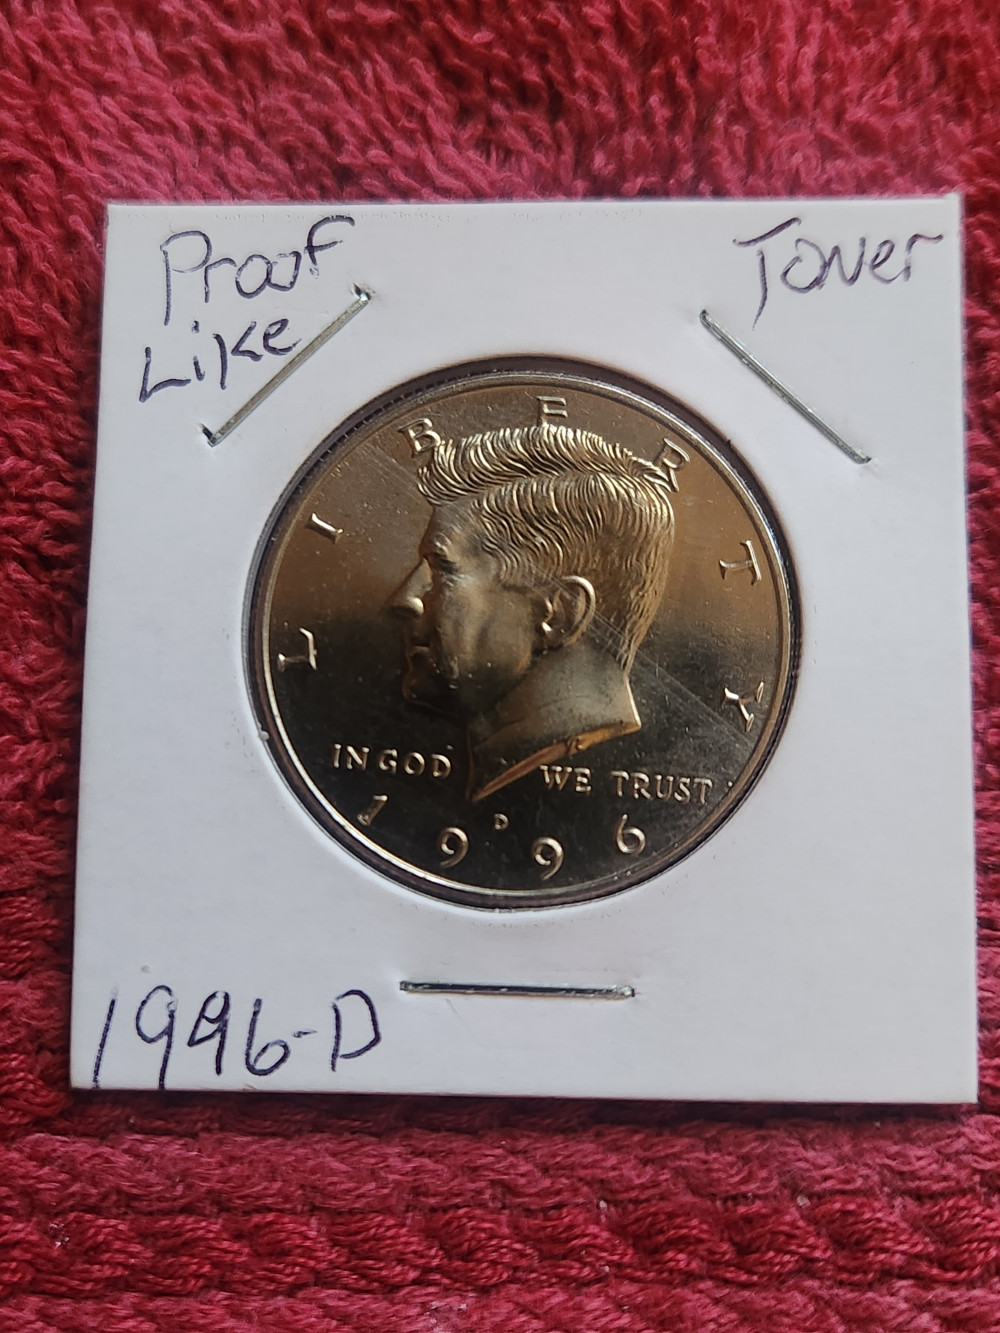 Proof
Like
Toner
LIBERTY
IN GOD WE TRUST
D
1996
1996-D